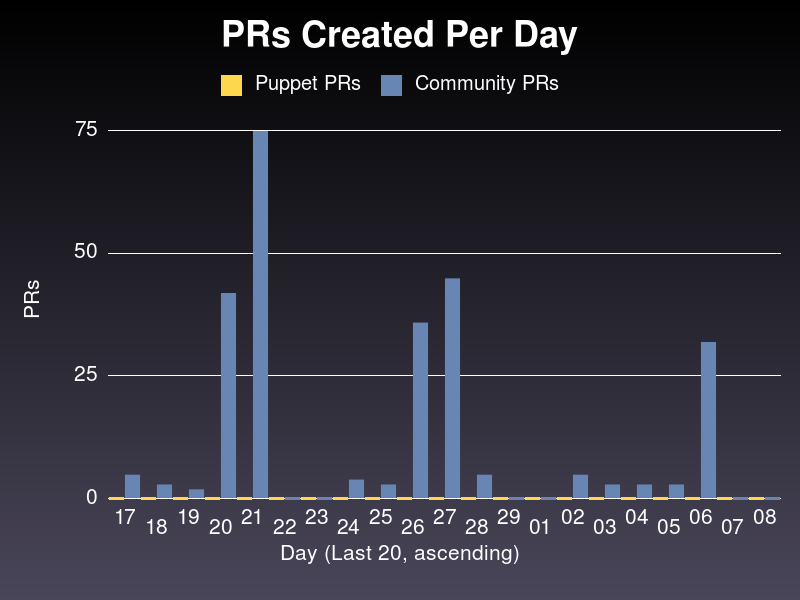 PRs Created Per Day
Puppet PRs Community PRs
75
50
25
0
PRs
17 18 19 20 21 22 23 24 25 26 27 28 29 01 02 03 04 05 06 07 08
Day (Last 20, ascending)